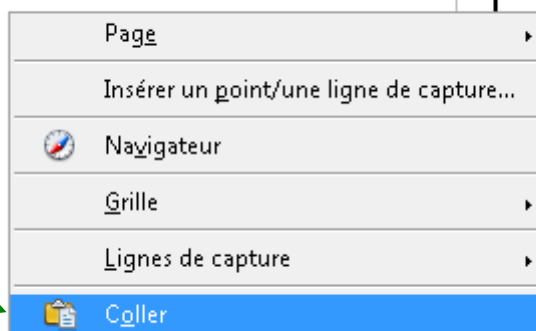 Page
Insérer un point/une ligne de capture...
Navigateur
Grille
Lignes de capture
Coller